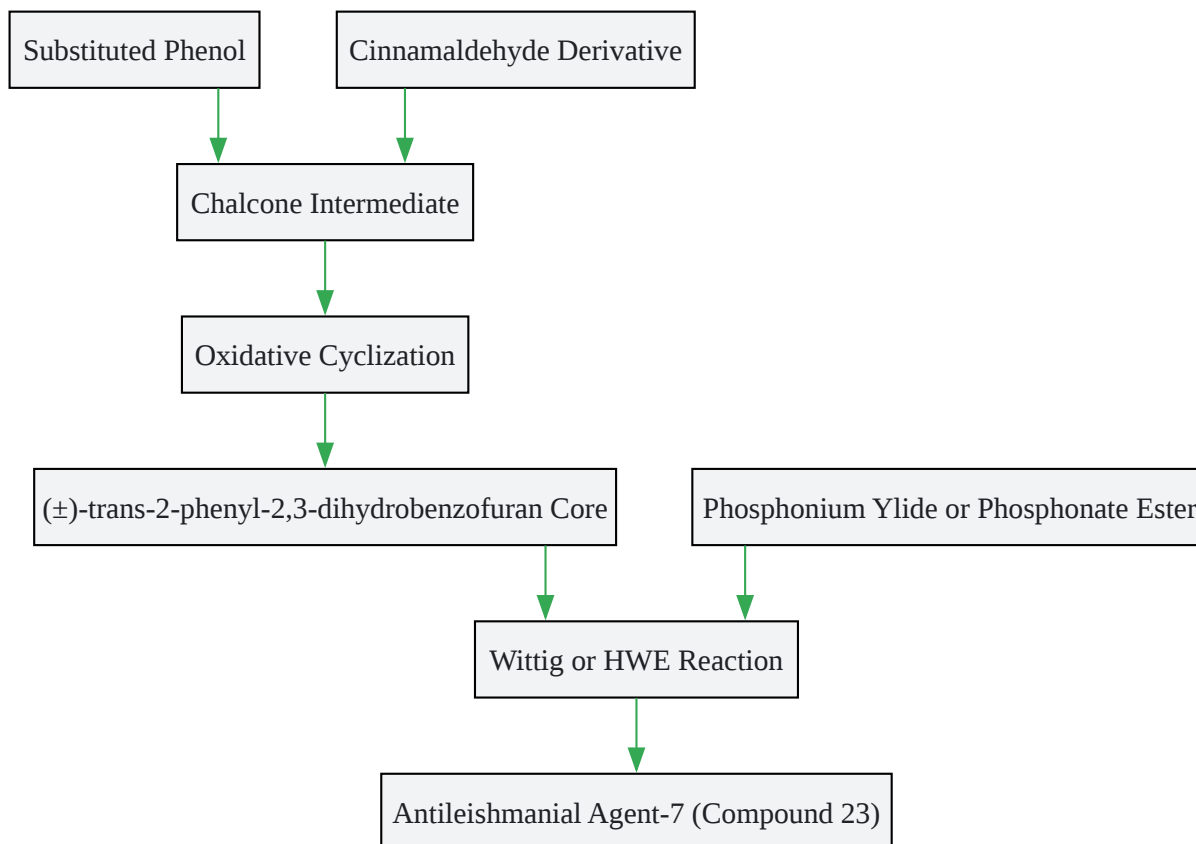 Substituted Phenol
Cinnamaldehyde Derivative
Chalcone Intermediate
Oxidative Cyclization
(±)-trans-2-phenyl-2,3-dihydrobenzofuran Core
Phosphonium Ylide or Phosphonate Ester
Wittig or HWE Reaction
Antileishmanial Agent-7 (Compound 23)